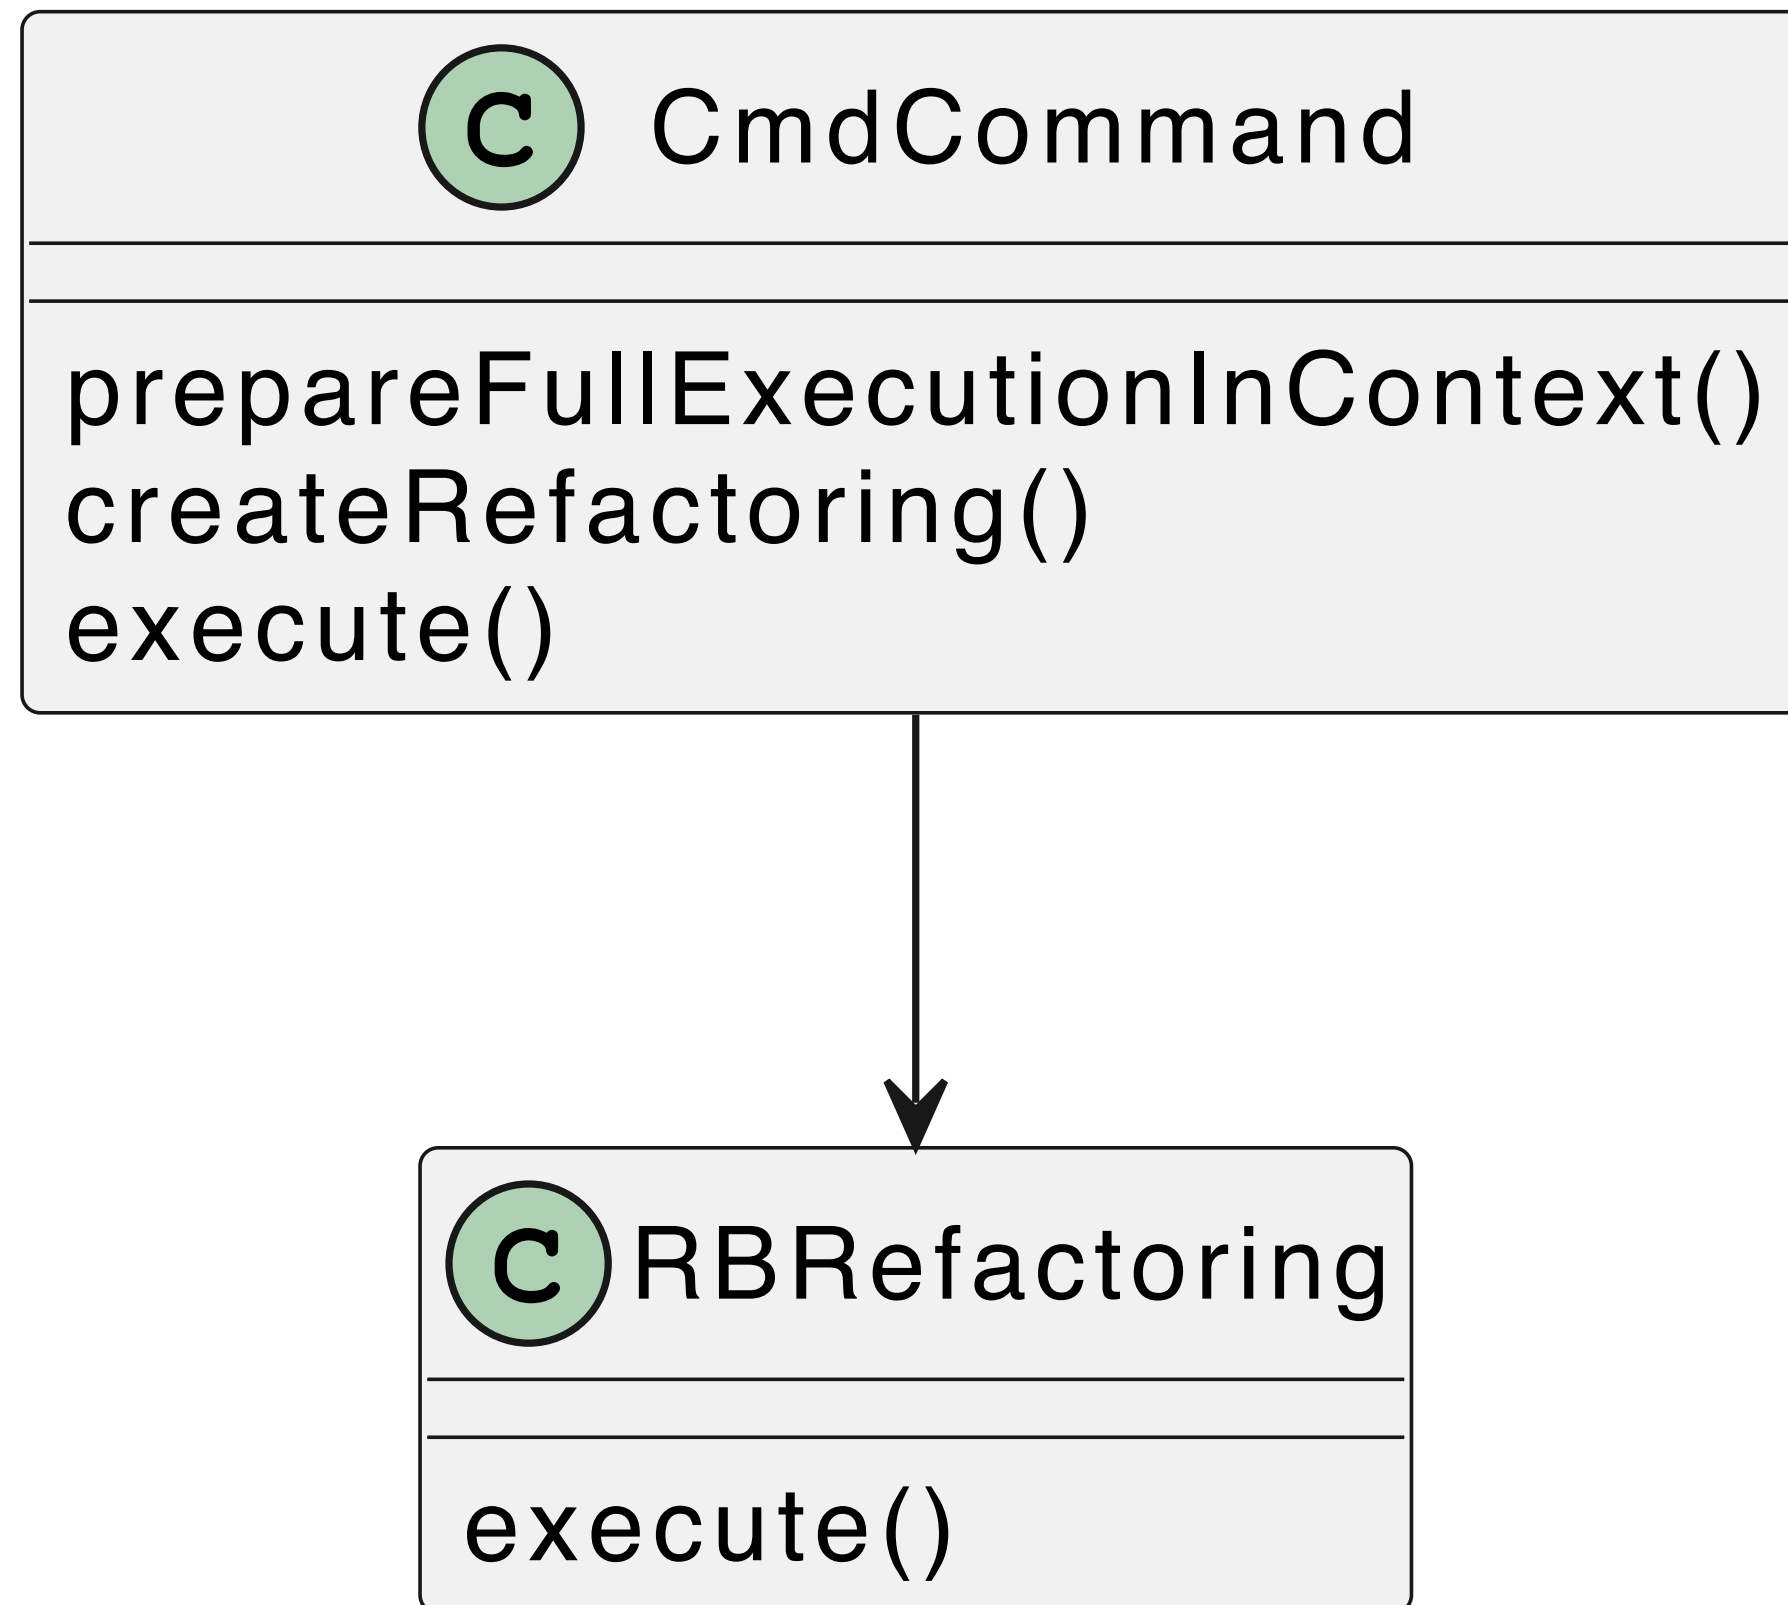 C CmdCommand
prepareFullExecutionInContext()
createRefactoring()
execute()
C RBRefactoring
execute()